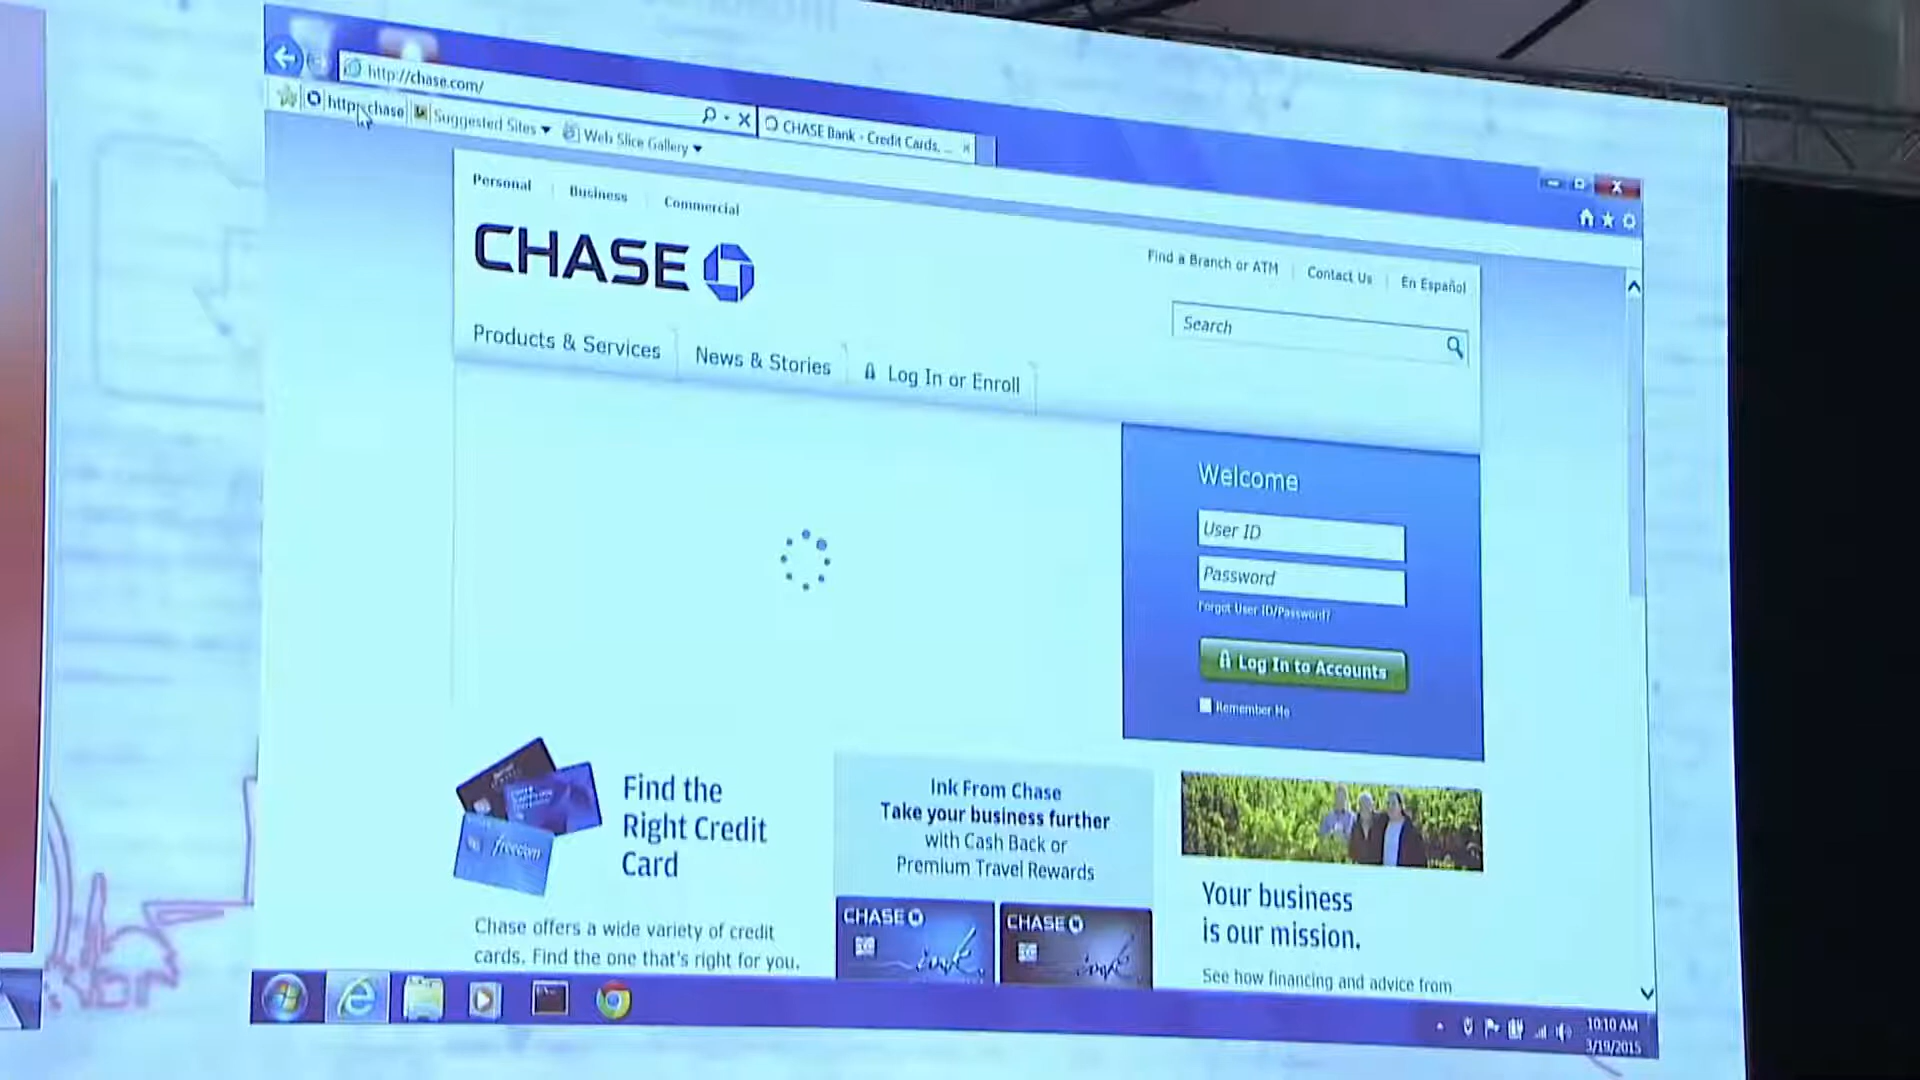 http://chase.com/
CHASE Bank - Credit Cards, ...
http--chase
Suggested Sites
Web Slice Gallery
Personal
Business
Commercial
CHASE
Find a Branch or ATM
Contact Us
En Español
Search
Products & Services
News & Stories
Log In or Enroll
Welcome
User ID
Password
Forgot User ID/Password?
Log In to Accounts
Remember Me
Find the
Right Credit
Card
Chase offers a wide variety of credit
cards. Find the one that's right for you.
freedom
Ink From Chase
Take your business further
with Cash Back or
Premium Travel Rewards
CHASE
ink
CHASE
ink
Your business
is our mission.
See how financing and advice from
10:10 AM
3/19/2015